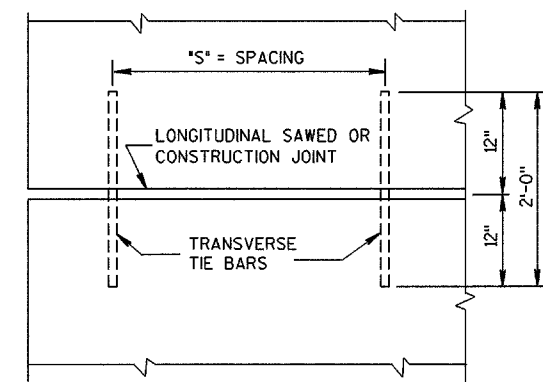 "S" = SPACING
LONGITUDINAL SAWED OR
CONSTRUCTION JOINT
12"
2'-0"
12"
TRANSVERSE
TIE BARS